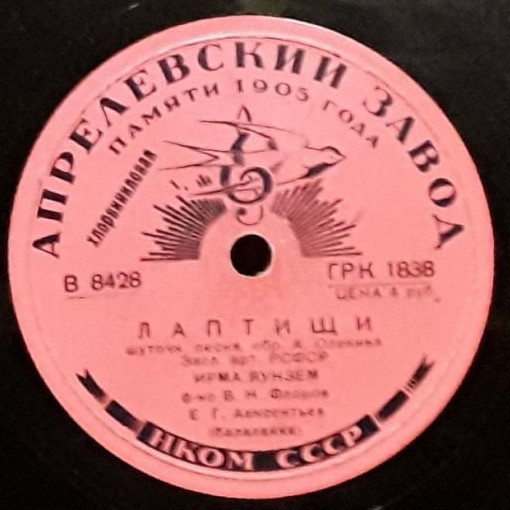 АПРЕЛЕВСКИЙ ЗАВОД
ПАМЯТИ 1905 ГОДА
Хлорвиниловая
В 8428
ГРК 1838
ЦЕНА 4 руб.
ЛАПТИЩИ
шуточн. песня, обр. А. Оленина
Засл. арт. РСФСР
ИРМА ЯУНЗЕМ
ф-но В. Н. Флоров
Е. Г. Авксентьев
(балалайка)
НКОМ СССР